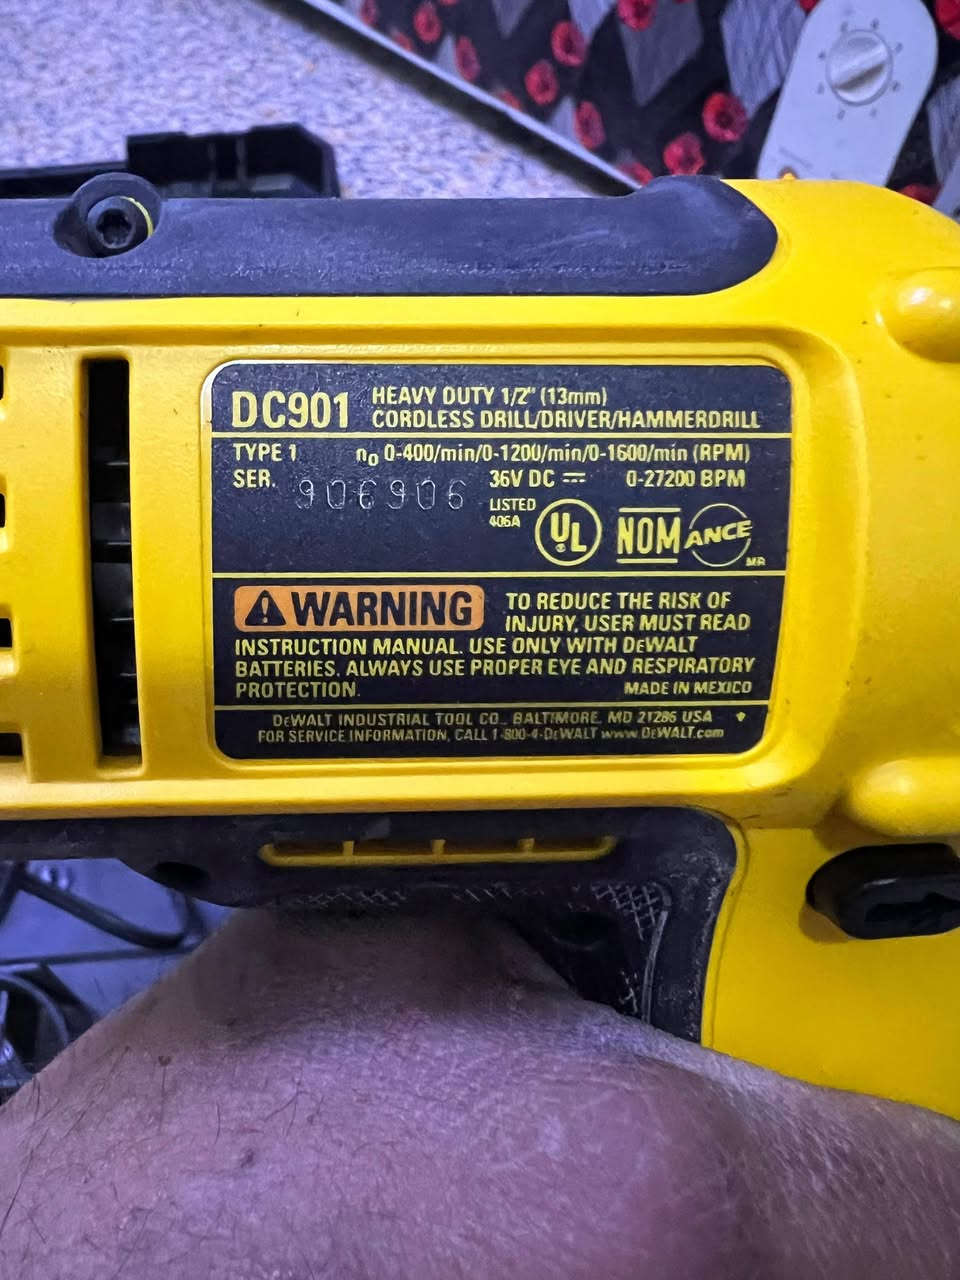 DC901 HEAVY DUTY 1/2" (13mm)
CORDLESS DRILL/DRIVER/HAMMERDRILL
TYPE 1 n₀ 0-400/min/0-1200/min/0-1600/min (RPM)
SER. 906906 36V DC ⎓ 0-27200 BPM
LISTED
406A UL NOM ANCE
MR
⚠WARNING TO REDUCE THE RISK OF
INJURY, USER MUST READ
INSTRUCTION MANUAL. USE ONLY WITH DeWALT
BATTERIES. ALWAYS USE PROPER EYE AND RESPIRATORY
PROTECTION. MADE IN MEXICO
DeWALT INDUSTRIAL TOOL CO., BALTIMORE, MD 21286 USA
FOR SERVICE INFORMATION, CALL 1-800-4-DeWALT www.DeWALT.com